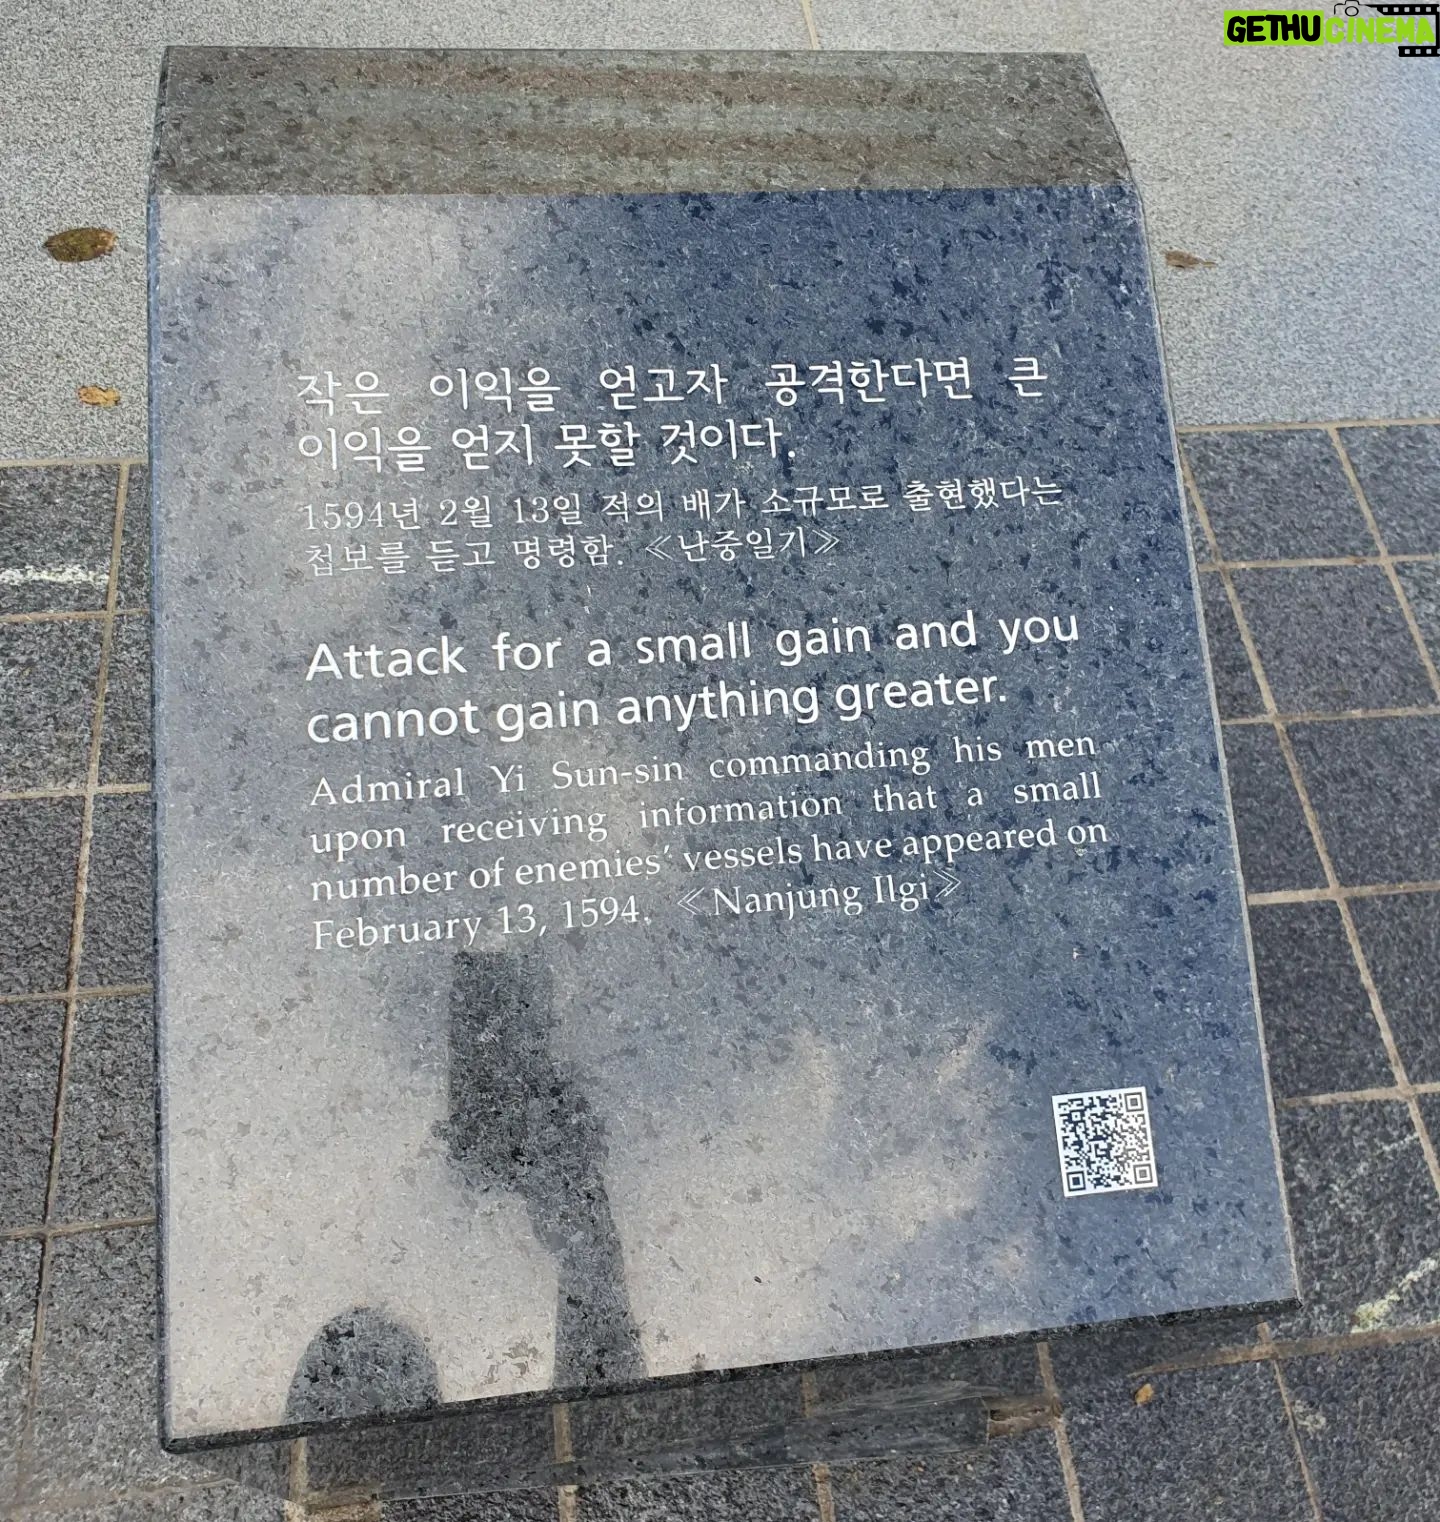 GETHUCINEMA
작은 이익을 얻고자 공격한다면 큰
이익을 얻지 못할 것이다.
1594년 2월 13일 적의 배가 소규모로 출현했다는
첩보를 듣고 명령함. ≪난중일기≫
Attack for a small gain and you
cannot gain anything greater.
Admiral Yi Sun-sin commanding his men
upon receiving information that a small
number of enemies' vessels have appeared on
February 13, 1594. ≪Nanjung Ilgi≫